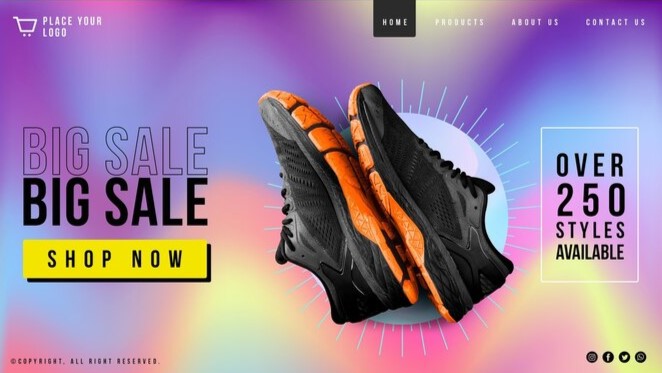 PLACE YOUR
LOGO
HOME
PRODUCTS
ABOUT US
CONTACT US
BIG SALE
BIG SALE
SHOP NOW
OVER
250
STYLES
AVAILABLE
©COPYRIGHT, ALL RIGHT RESERVED.